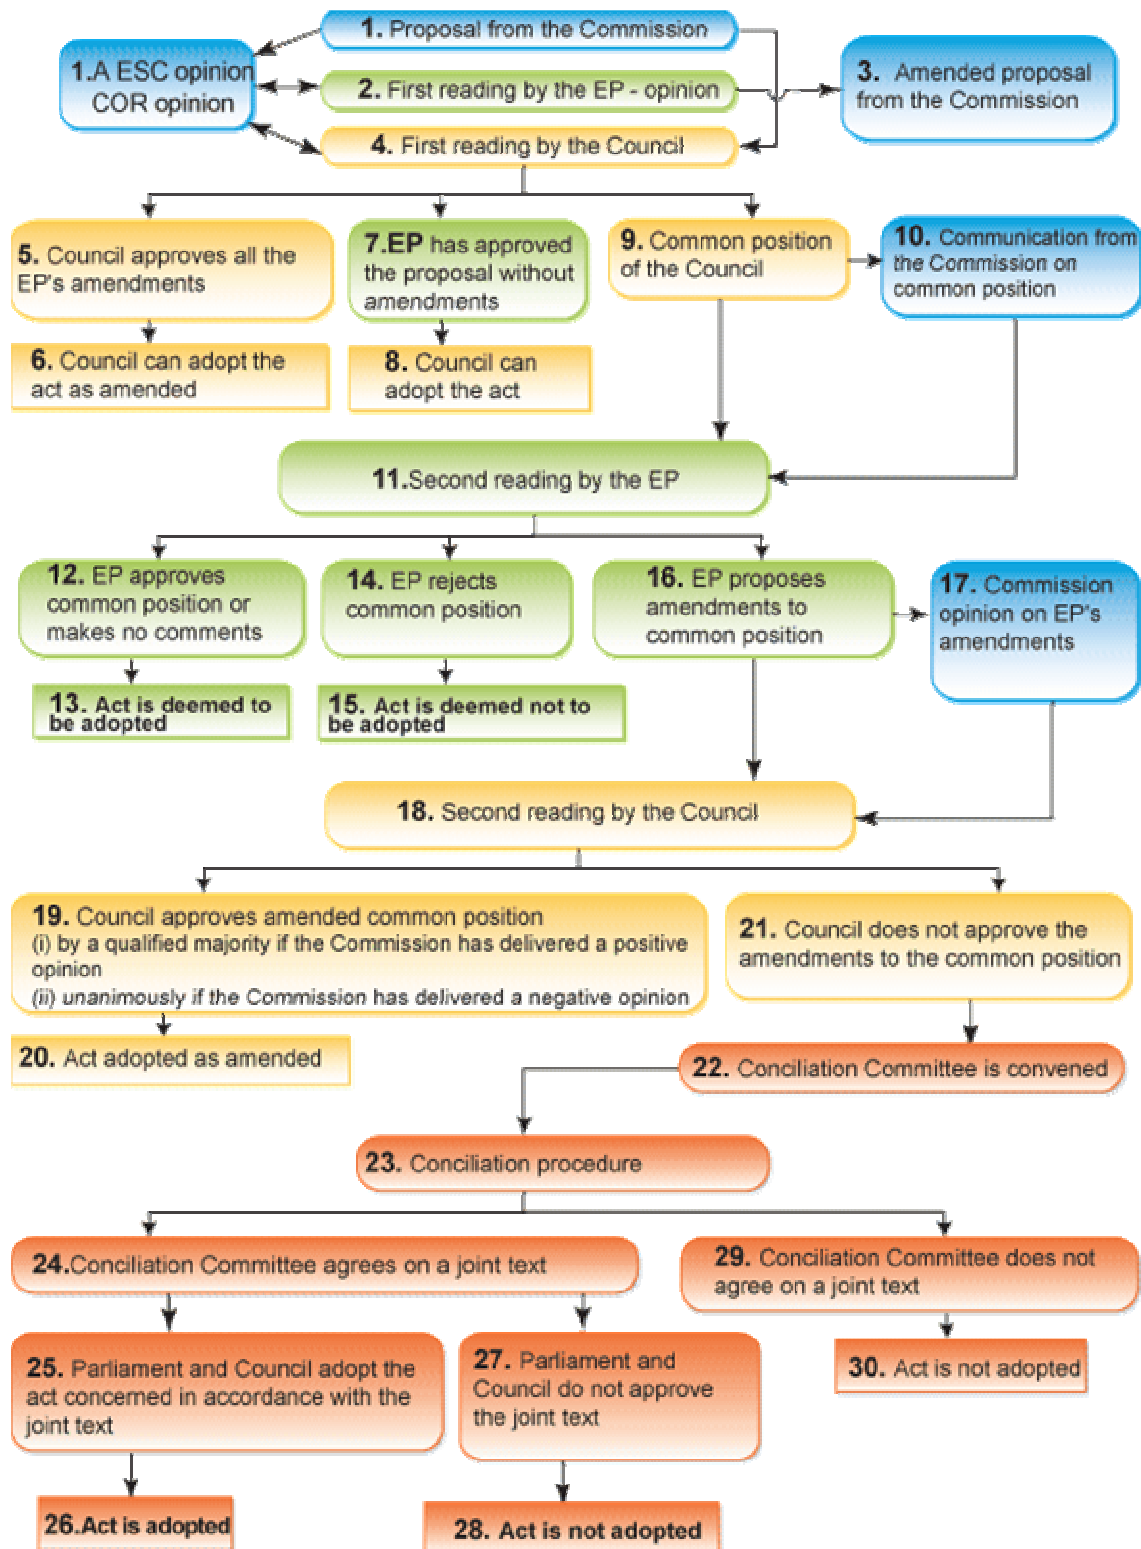 1. Proposal from the Commission
1.A ESC opinion
COR opinion
2. First reading by the EP - opinion
3. Amended proposal
from the Commission
4. First reading by the Council
5. Council approves all the
EP's amendments
7.EP has approved
the proposal without
amendments
9. Common position
of the Council
10. Communication from
the Commission on
common position
6. Council can adopt the
act as amended
8. Council can
adopt the act
11.Second reading by the EP
12. EP approves
common position or
makes no comments
14. EP rejects
common position
16. EP proposes
amendments to
common position
17. Commission
opinion on EP's
amendments
13. Act is deemed to
be adopted
15. Act is deemed not to
be adopted
18. Second reading by the Council
19. Council approves amended common position
(i) by a qualified majority if the Commission has delivered a positive
opinion
(ii) unanimously if the Commission has delivered a negative opinion
21. Council does not approve the
amendments to the common position
20. Act adopted as amended
22. Conciliation Committee is convened
23. Conciliation procedure
24.Conciliation Committee agrees on a joint text
29. Conciliation Committee does not
agree on a joint text
25. Parliament and Council adopt the
act concerned in accordance with the
joint text
27. Parliament and
Council do not approve
the joint text
30. Act is not adopted
26.Act is adopted
28. Act is not adopted